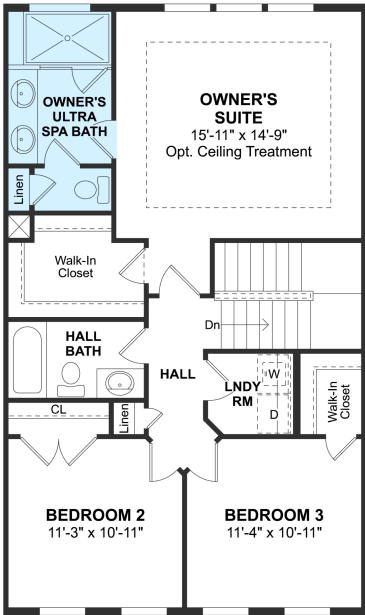 OWNER'S
ULTRA
SPA BATH
OWNER'S
SUITE
15'-11" x 14'-9"
Opt. Ceiling Treatment
Linen
Walk-In
Closet
Dn
HALL
BATH
HALL
LNDY
RM
W
D
Walk-In
Closet
CL
Linen
BEDROOM 2
11'-3" x 10'-11"
BEDROOM 3
11'-4" x 10'-11"